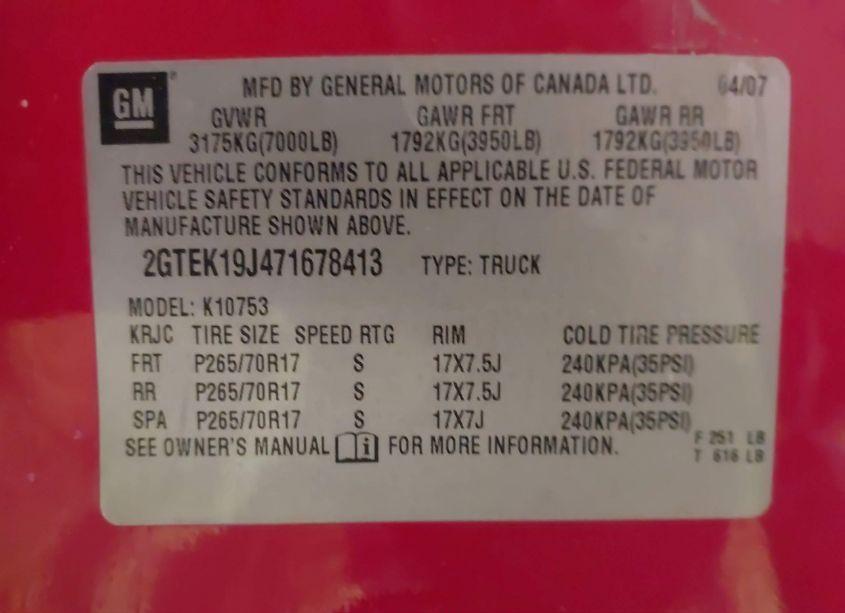 GM MFD BY GENERAL MOTORS OF CANADA LTD. 04/07
GVWR GAWR FRT GAWR RR
3175KG(7000LB) 1792KG(3950LB) 1792KG(3950LB)
THIS VEHICLE CONFORMS TO ALL APPLICABLE U.S. FEDERAL MOTOR
VEHICLE SAFETY STANDARDS IN EFFECT ON THE DATE OF
MANUFACTURE SHOWN ABOVE.
2GTEK19J471678413 TYPE: TRUCK
MODEL: K10753
KRJC TIRE SIZE SPEED RTG RIM COLD TIRE PRESSURE
FRT P265/70R17 S 17X7.5J 240KPA(35PSI)
RR P265/70R17 S 17X7.5J 240KPA(35PSI)
SPA P265/70R17 S 17X7J 240KPA(35PSI)
SEE OWNER'S MANUAL i FOR MORE INFORMATION.
F 251 LB
T 616 LB